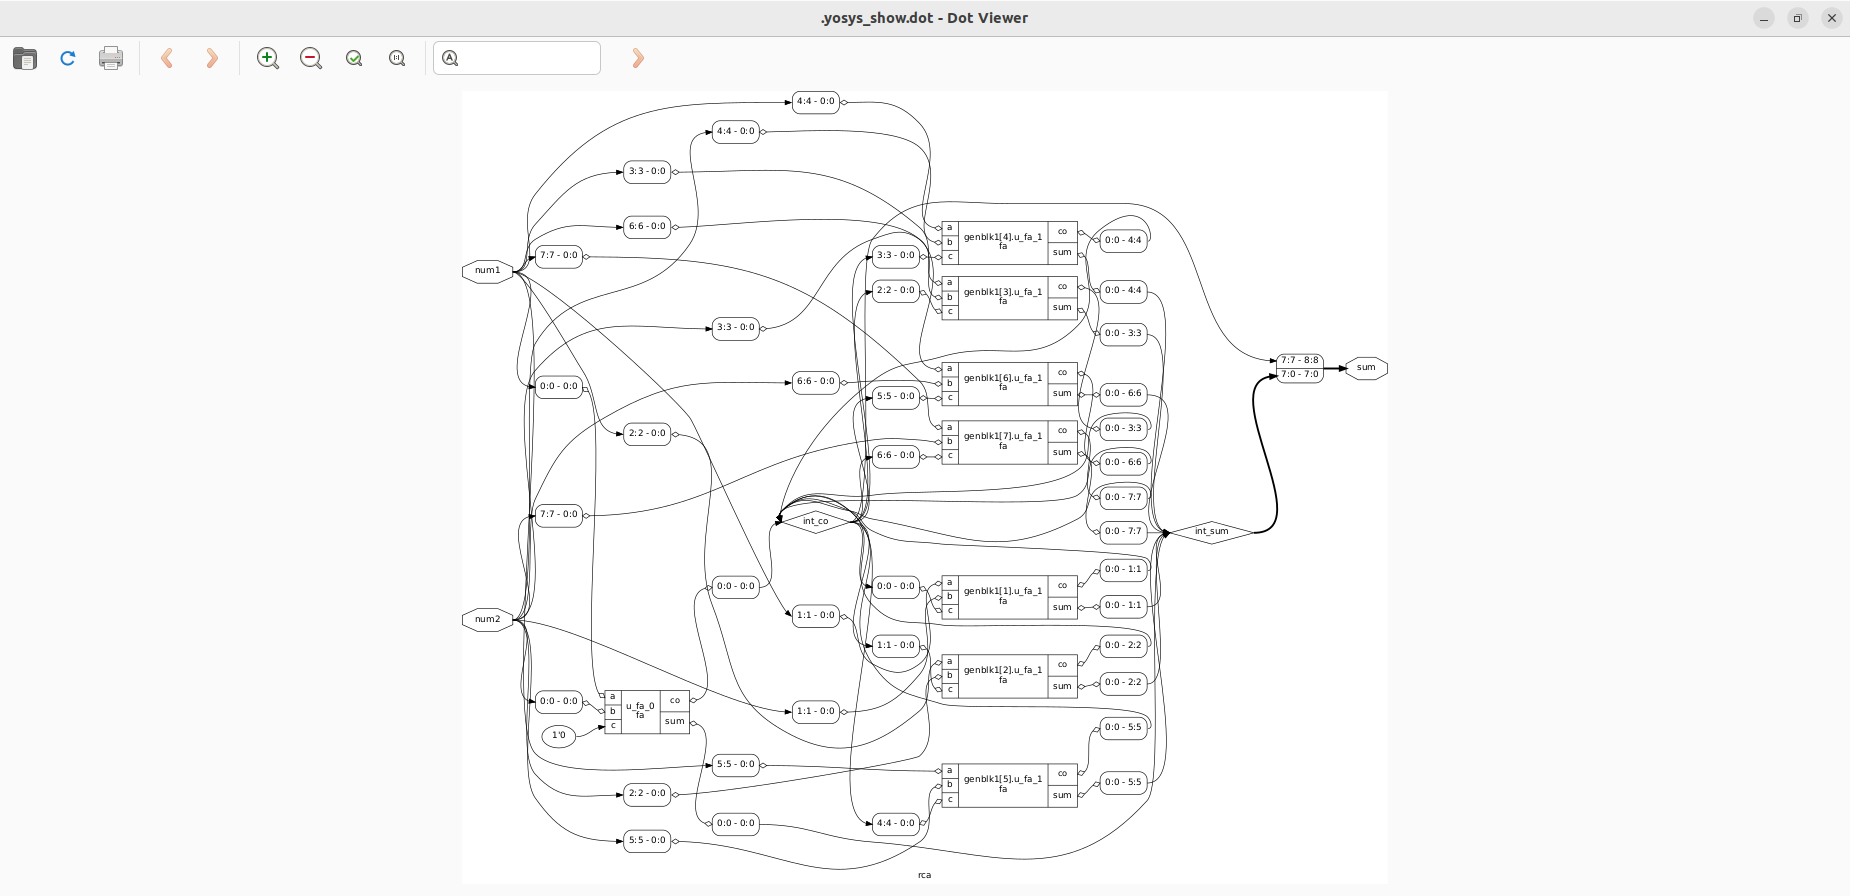 .yosys_show.dot - Dot Viewer
4:4 - 0:0
4:4 - 0:0
3:3 - 0:0
6:6 - 0:0
7:7 - 0:0
num1
3:3 - 0:0
0:0 - 0:0
6:6 - 0:0
2:2 - 0:0
7:7 - 0:0
num2
0:0 - 0:0
1:1 - 0:0
0:0 - 0:0
1'0
a
b
c
u_fa_0
fa
co
sum
1:1 - 0:0
5:5 - 0:0
2:2 - 0:0
0:0 - 0:0
5:5 - 0:0
int_co
3:3 - 0:0
2:2 - 0:0
5:5 - 0:0
6:6 - 0:0
0:0 - 0:0
1:1 - 0:0
4:4 - 0:0
a
b
c
genblk1[4].u_fa_1
fa
co
sum
a
b
c
genblk1[3].u_fa_1
fa
co
sum
a
b
c
genblk1[6].u_fa_1
fa
co
sum
a
b
c
genblk1[7].u_fa_1
fa
co
sum
a
b
c
genblk1[1].u_fa_1
fa
co
sum
a
b
c
genblk1[2].u_fa_1
fa
co
sum
a
b
c
genblk1[5].u_fa_1
fa
co
sum
0:0 - 4:4
0:0 - 4:4
0:0 - 3:3
0:0 - 6:6
0:0 - 3:3
0:0 - 6:6
0:0 - 7:7
0:0 - 7:7
0:0 - 1:1
0:0 - 1:1
0:0 - 2:2
0:0 - 2:2
0:0 - 5:5
0:0 - 5:5
int_sum
7:7 - 8:8
7:0 - 7:0
sum
rca